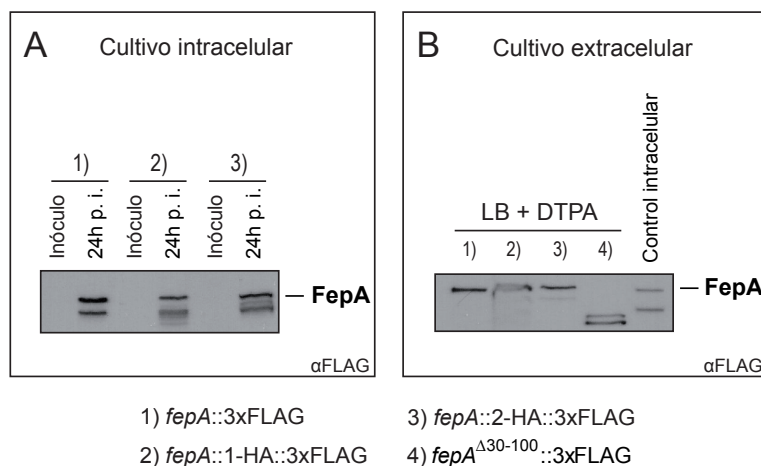 A Cultivo intracelular
1) 2) 3)
Inóculo 24h p. i. Inóculo 24h p. i. Inóculo 24h p. i.
FepA
αFLAG
B Cultivo extracelular
Control intracelular
LB + DTPA
1) 2) 3) 4)
FepA
αFLAG
1) fepA::3xFLAG
2) fepA::1-HA::3xFLAG
3) fepA::2-HA::3xFLAG
4) fepAΔ30-100::3xFLAG